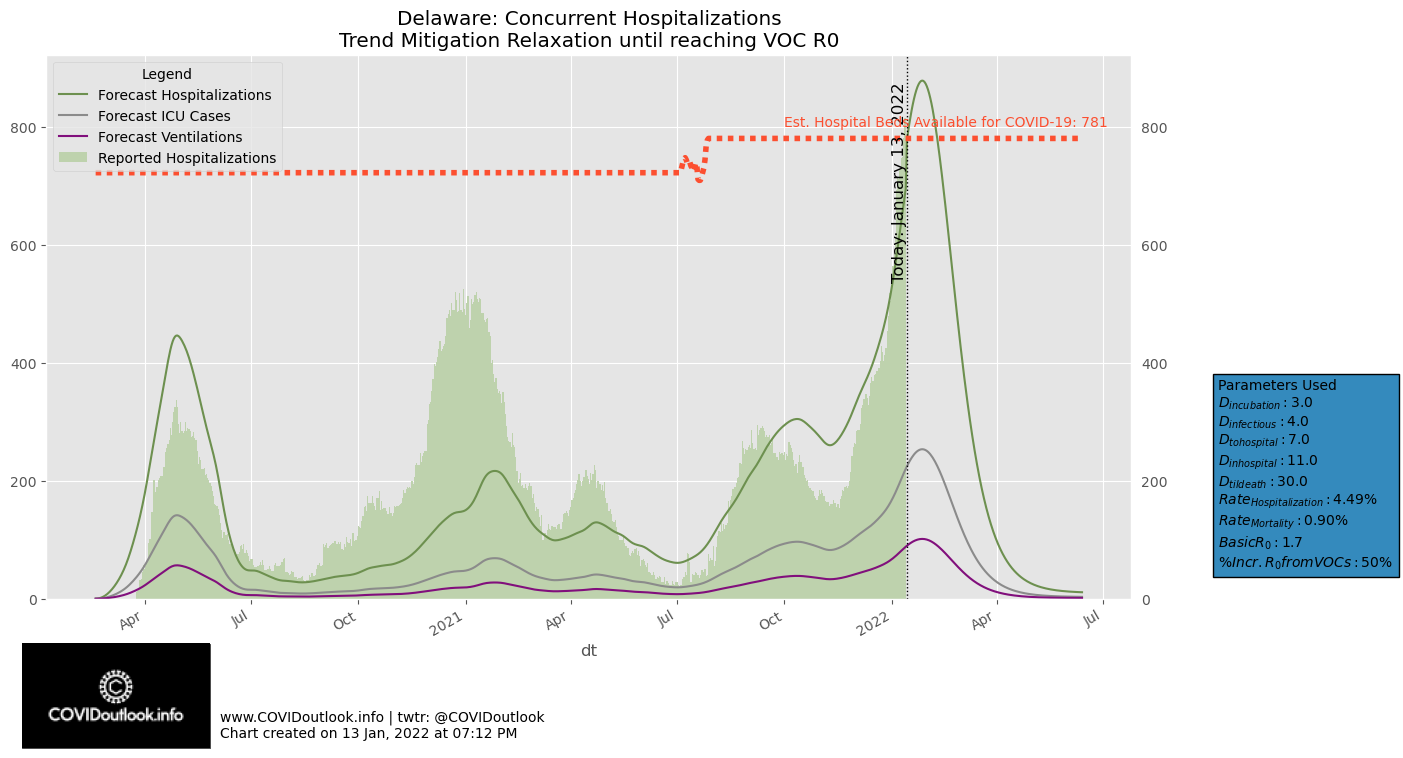 Delaware: Concurrent Hospitalizations
Trend Mitigation Relaxation until reaching VOC R0
Legend
Forecast Hospitalizations
Forecast ICU Cases
Forecast Ventilations
Reported Hospitalizations
Est. Hospital Beds Available for COVID-19: 781
Today: January 13, 2022
800
600
400
200
0
800
600
400
200
0
Apr
Jul
Oct
2021
Apr
Jul
Oct
2022
Apr
Jul
dt
Parameters Used
D_incubation : 3.0
D_infectious : 4.0
D_tohospital : 7.0
D_inhospital : 11.0
D_tildeath : 30.0
Rate_Hospitalization : 4.49%
Rate_Mortality : 0.90%
BasicR_0 : 1.7
%Incr.R_0fromVOCs : 50%
COVIDoutlook.info
www.COVIDoutlook.info | twtr: @COVIDoutlook
Chart created on 13 Jan, 2022 at 07:12 PM